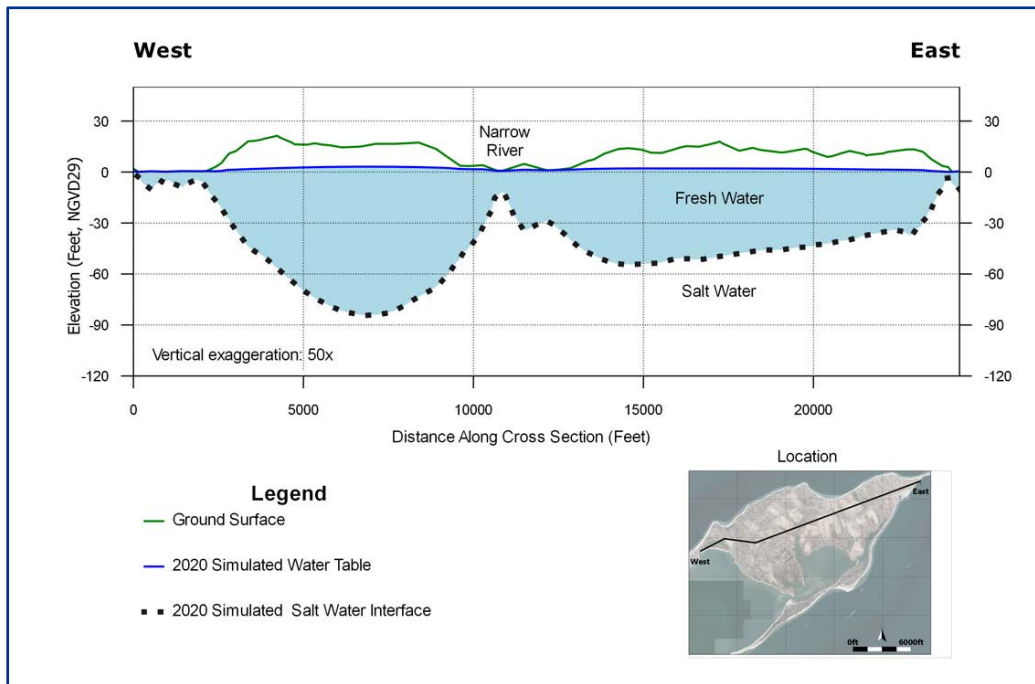 West
East
30
0
-30
-60
-90
-120
30
0
-30
-60
-90
-120
Elevation (Feet, NGVD29)
Narrow
River
Fresh Water
Salt Water
Vertical exaggeration: 50x
0
5000
10000
15000
20000
Distance Along Cross Section (Feet)
Legend
Ground Surface
2020 Simulated Water Table
2020 Simulated Salt Water Interface
Location
West
East
0ft
6000ft